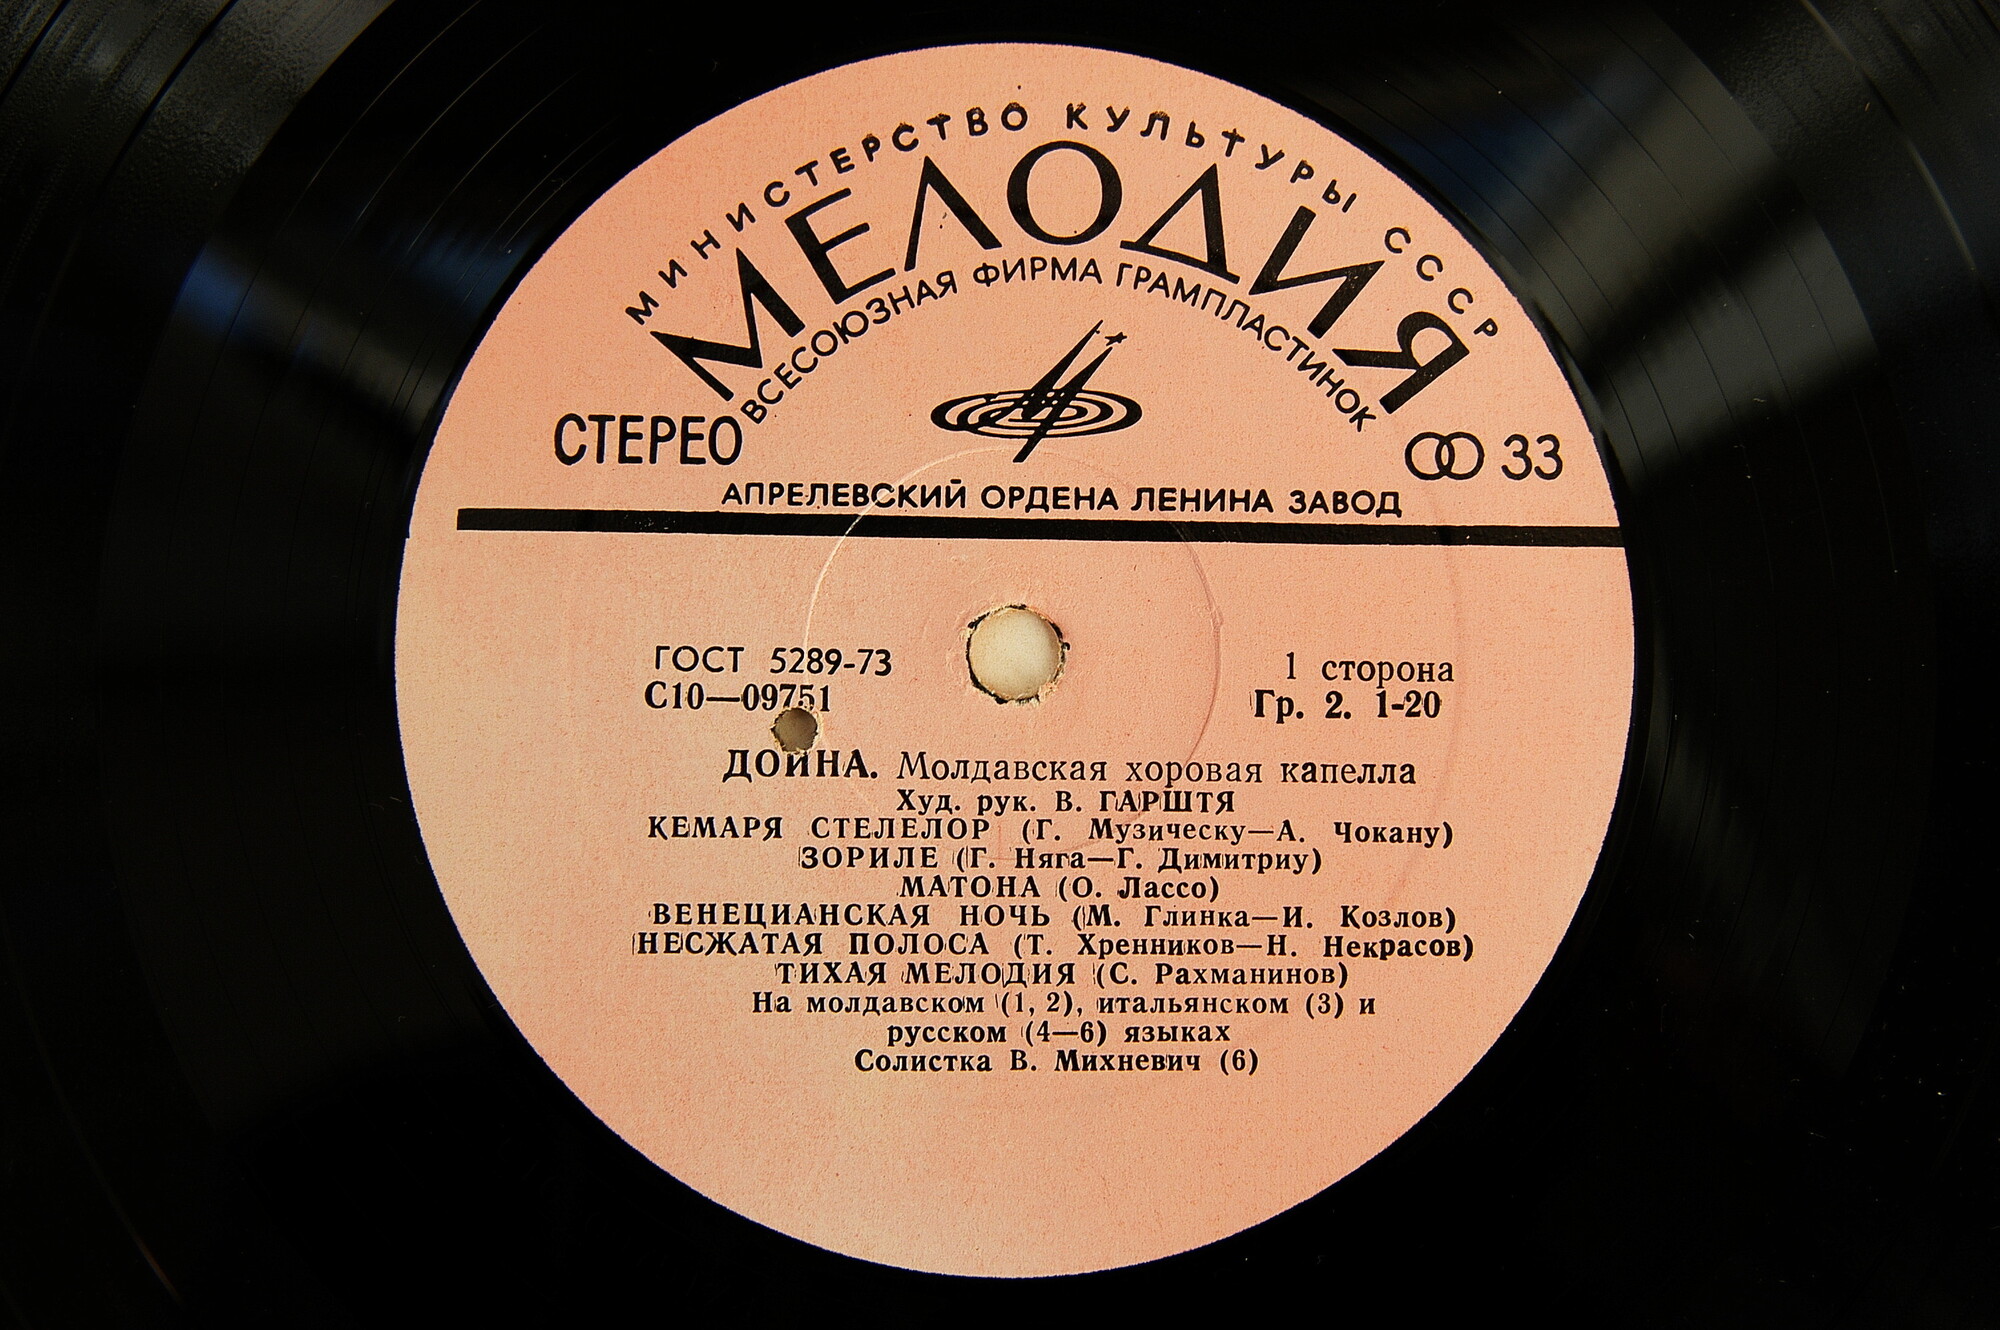 МИНИСТЕРСТВО КУЛЬТУРЫ СССР
МЕЛОДИЯ
ВСЕСОЮЗНАЯ ФИРМА ГРАМПЛАСТИНОК
СТЕРЕО
33
АПРЕЛЕВСКИЙ ОРДЕНА ЛЕНИНА ЗАВОД
ГОСТ 5289-73
1 сторона
С10—09751
Гр. 2. 1-20
ДОЙНА. Молдавская хоровая капелла
Худ. рук. В. ГАРШТЯ
КЕМАРЯ СТЕЛЕЛОР (Г. Музическу—А. Чокану)
ЗОРИЛЕ (Г. Няга—Г. Димитриу)
МАТОНА (О. Лассо)
ВЕНЕЦИАНСКАЯ НОЧЬ (М. Глинка—И. Козлов)
НЕСЖАТАЯ ПОЛОСА (Т. Хренников—Н. Некрасов)
ТИХАЯ МЕЛОДИЯ (С. Рахманинов)
На молдавском (1, 2), итальянском (3) и
русском (4—6) языках
Солистка В. Михневич (6)